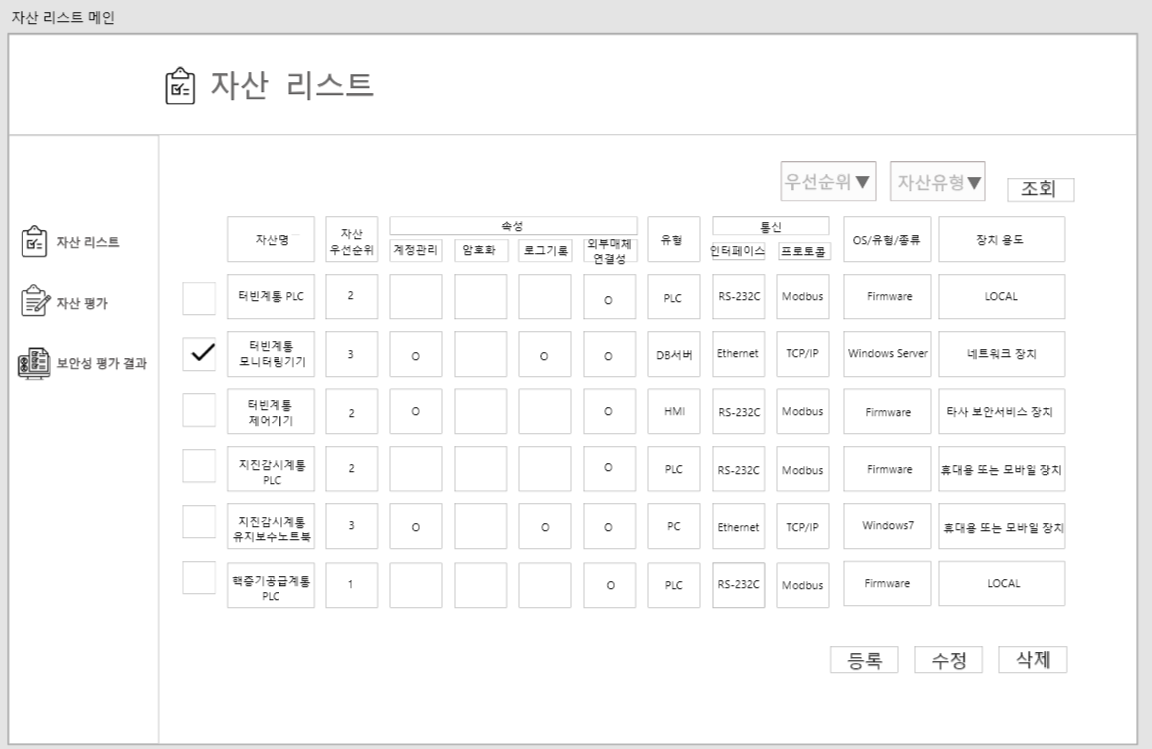 자산 리스트 메인
자산 리스트
우선순위▼ 자산유형▼ 조회
자산 리스트
자산 평가
보안성 평가 결과
자산명 자산 우선순위 속성 유형 통신 OS/유형/종류 장치 용도
계정관리 암호화 로그기록 외부매체 연결성 인터페이스 프로토콜
터빈계통 PLC 2 O PLC RS-232C Modbus Firmware LOCAL
터빈계통 모니터링기기 3 O O O DB서버 Ethernet TCP/IP Windows Server 네트워크 장치
터빈계통 제어기기 2 O O HMI RS-232C Modbus Firmware 타사 보안서비스 장치
지진감시계통 PLC 2 O PLC RS-232C Modbus Firmware 휴대용 또는 모바일 장치
지진감시계통 유지보수노트북 3 O O O PC Ethernet TCP/IP Windows7 휴대용 또는 모바일 장치
핵증기공급계통 PLC 1 O PLC RS-232C Modbus Firmware LOCAL
등록 수정 삭제